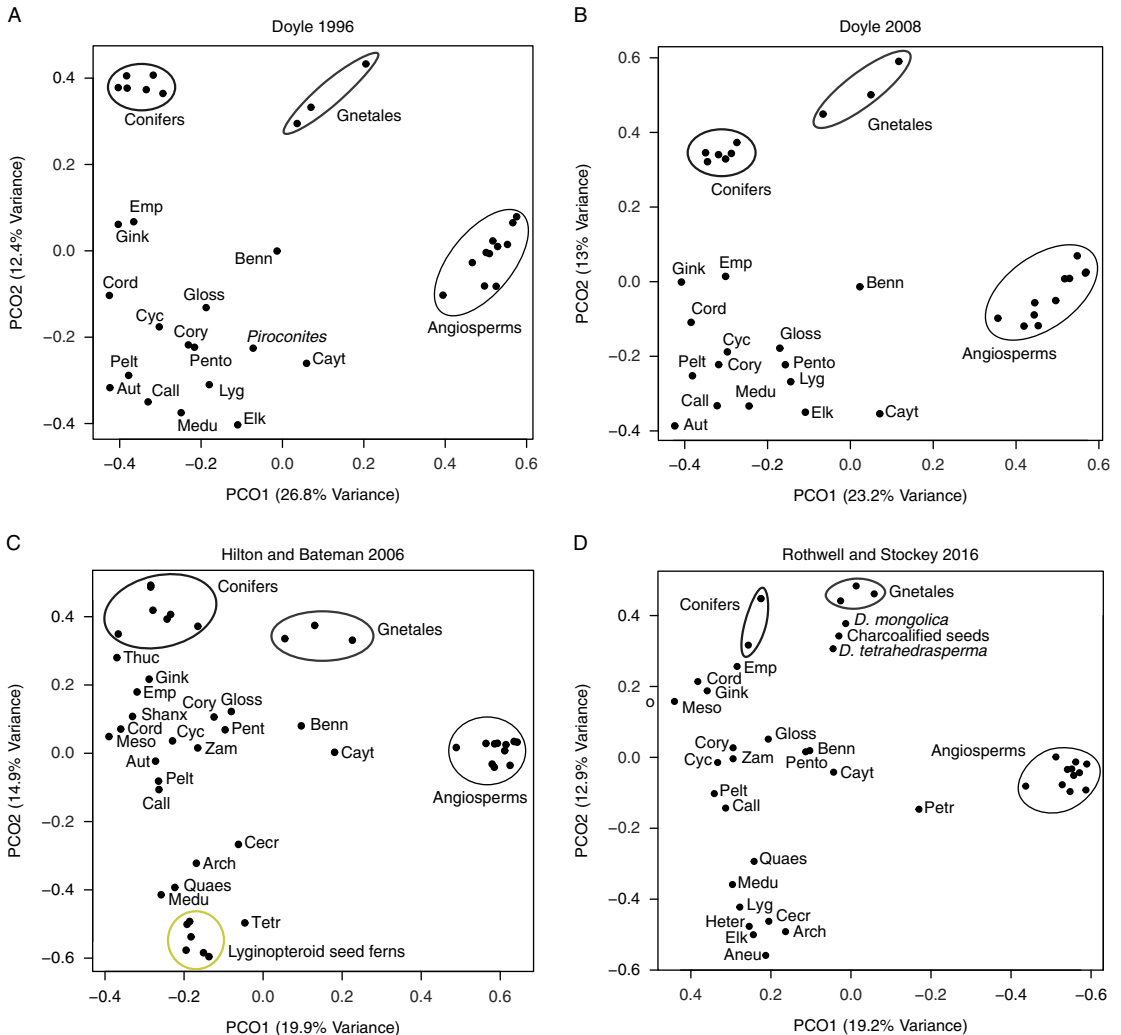 A
Doyle 1996
PCO2 (12.4% Variance)
0.4
0.2
0.0
−0.2
−0.4
Conifers
Gnetales
Emp
Gink
Benn
Cord
Gloss
Angiosperms
Cyc
Cory
Piroconites
Pento
Cayt
Pelt
Aut
Call
Lyg
Medu
Elk
−0.4
−0.2
0.0
0.2
0.4
0.6
PCO1 (26.8% Variance)
B
Doyle 2008
PCO2 (13% Variance)
0.6
0.4
0.2
0.0
−0.2
−0.4
Gnetales
Conifers
Gink
Emp
Benn
Cord
Cyc
Gloss
Angiosperms
Pelt
Cory
Pento
Lyg
Call
Medu
Elk
Cayt
Aut
−0.4
−0.2
0.0
0.2
0.4
0.6
PCO1 (23.2% Variance)
C
Hilton and Bateman 2006
PCO2 (14.9% Variance)
0.4
0.2
0.0
−0.2
−0.4
−0.6
Conifers
Gnetales
Thuc
Gink
Emp
Cory
Gloss
Shanx
Cord
Cyc
Pent
Benn
Meso
Zam
Cayt
Aut
Pelt
Call
Angiosperms
Cecr
Arch
Quaes
Medu
Tetr
Lyginopteroid seed ferns
−0.4
−0.2
0.0
0.2
0.4
0.6
PCO1 (19.9% Variance)
D
Rothwell and Stockey 2016
PCO2 (12.9% Variance)
0.4
0.2
0.0
−0.2
−0.4
−0.6
o
Conifers
Gnetales
D. mongolica
Charcoalified seeds
D. tetrahedrasperma
Emp
Cord
Gink
Meso
Gloss
Cory
Benn
Angiosperms
Cyc
Zam
Pento
Cayt
Pelt
Call
Petr
Quaes
Medu
Lyg
Heter
Cecr
Elk
Arch
Aneu
0.4
0.2
0.0
−0.2
−0.4
−0.6
PCO1 (19.2% Variance)